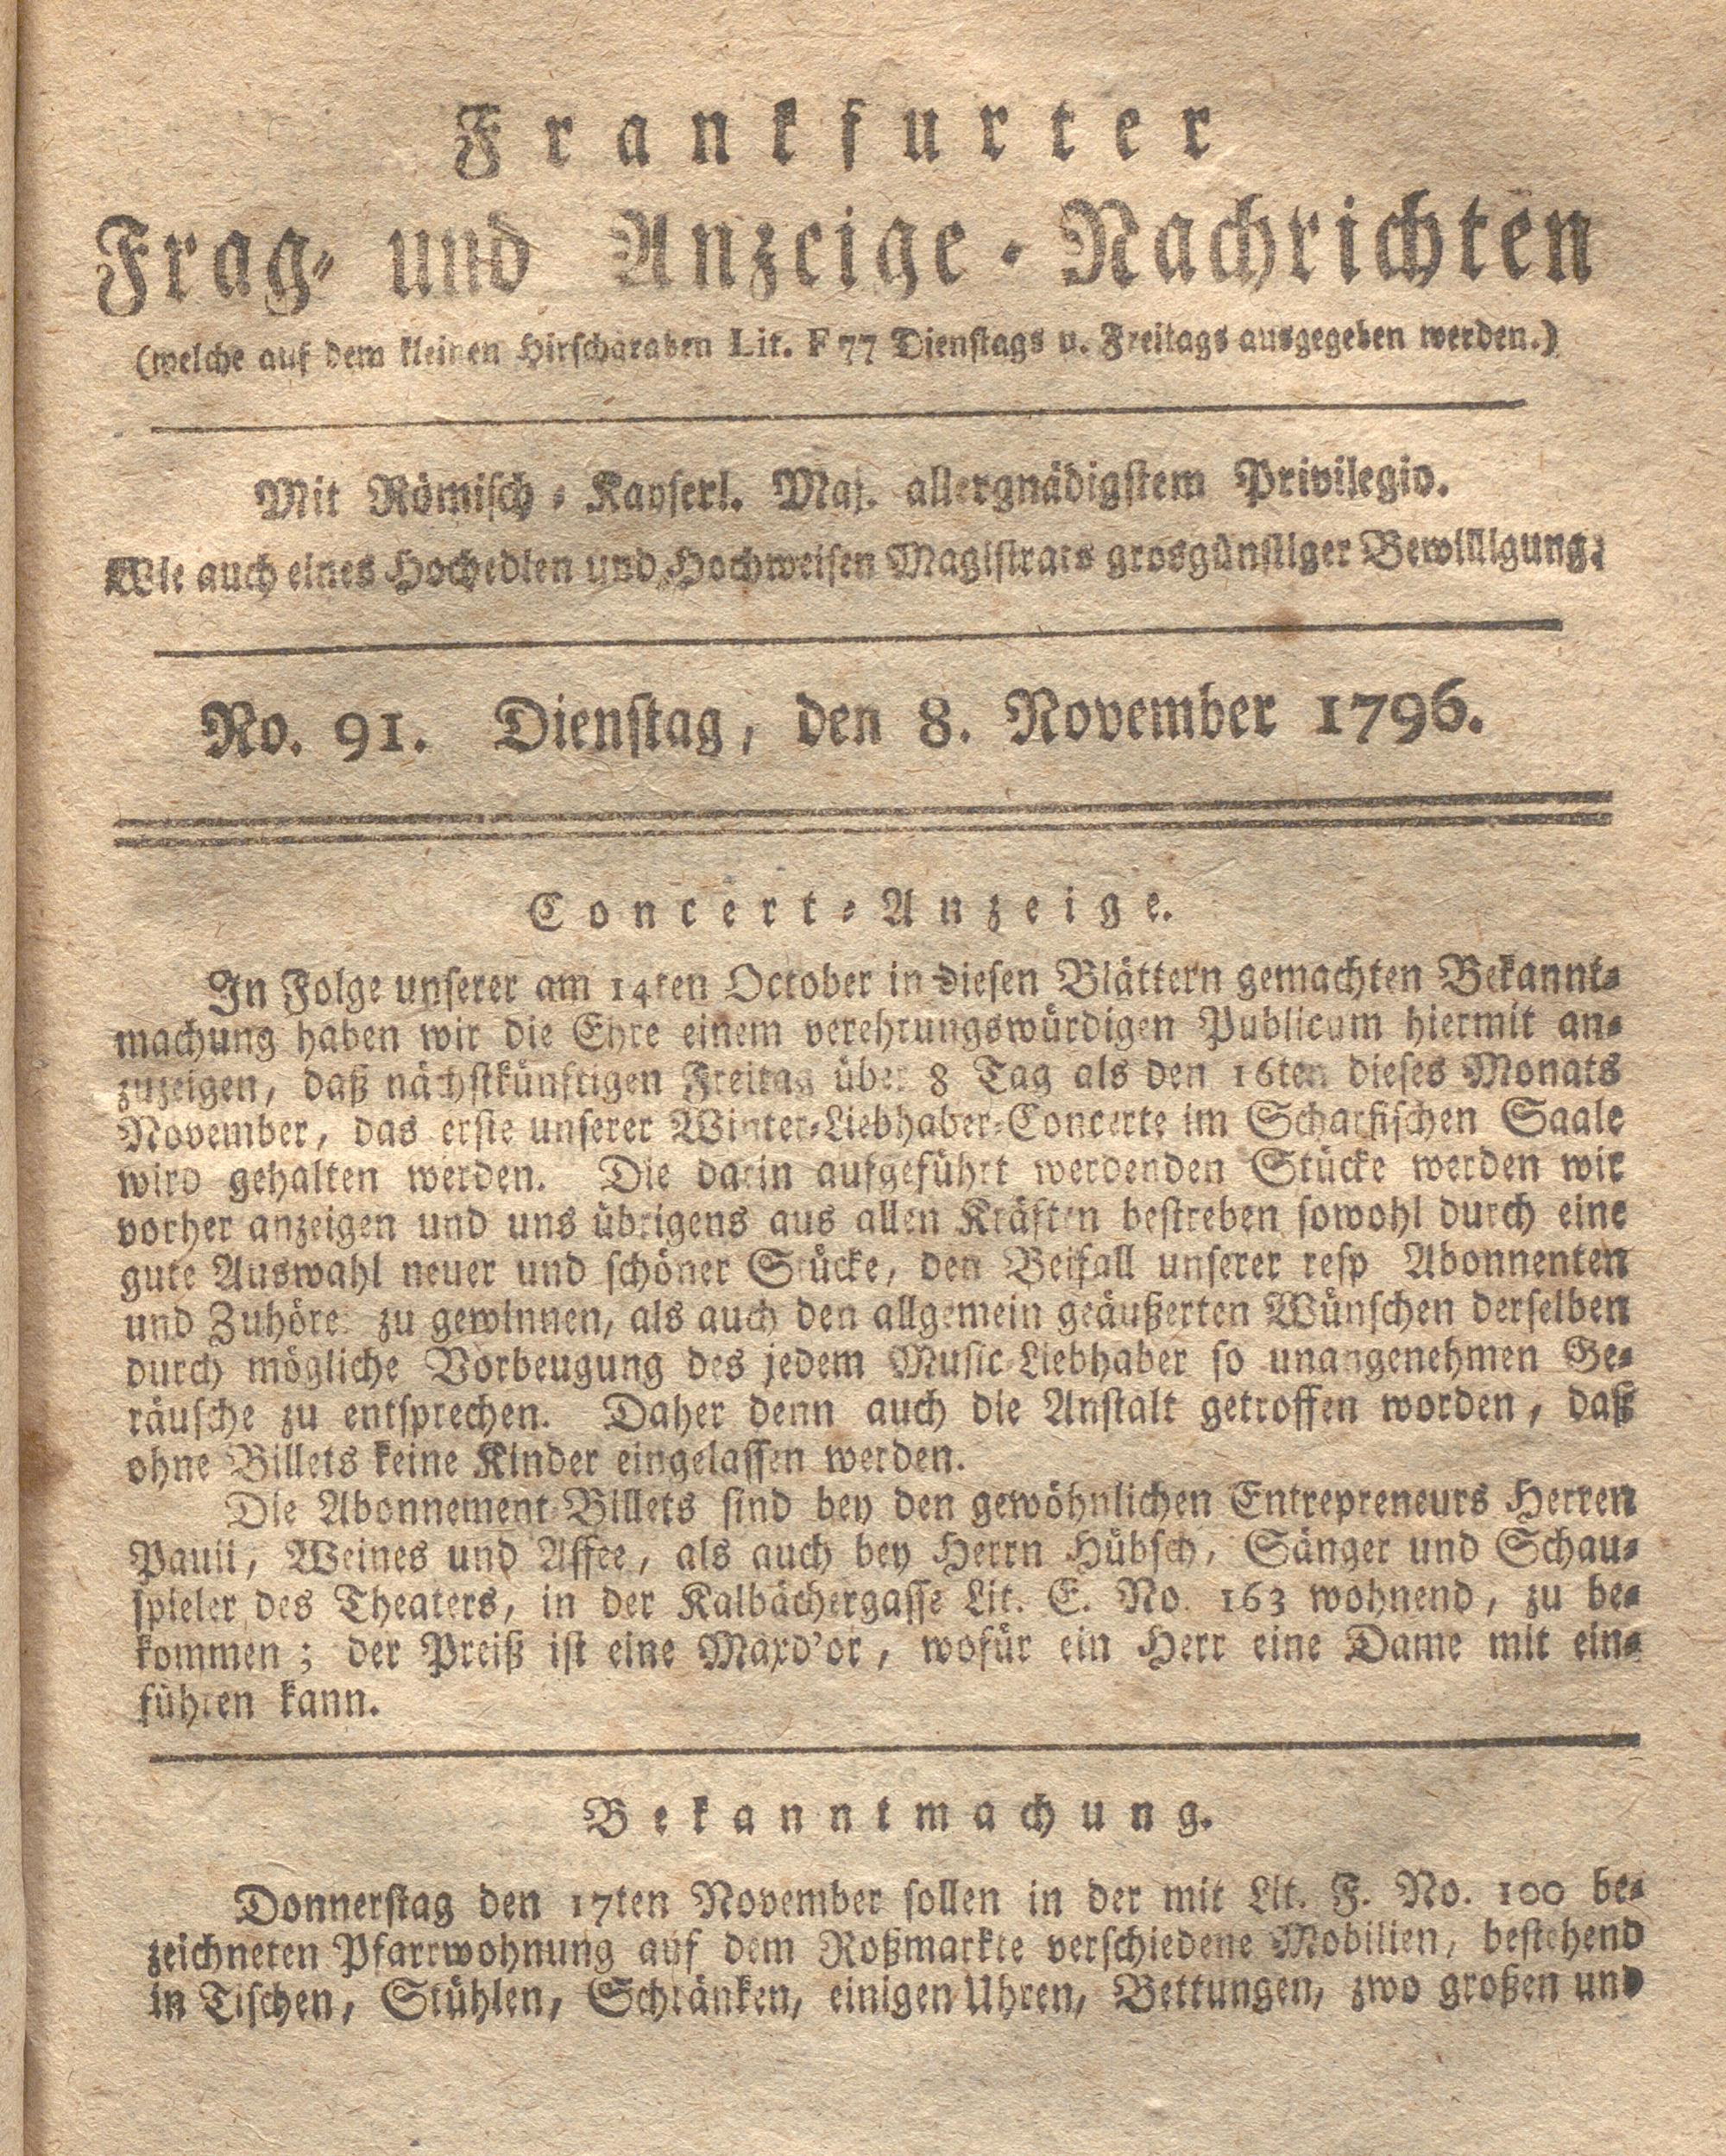 Frankfurter
Frag- und Anzeige-Nachrichten
(welche auf dem kleinen Hirschgraben Lit. F 77 Dienstags u. Freitags ausgegeben werden.)
Mit Römisch-Kayserl. Maj. allergnädigstem Privilegio.
Wie auch eines Hochedlen und Hochweisen Magistrats grosgünstiger Bewilligung.
No. 91. Dienstag, den 8. November 1796.
Concert-Anzeige.
In Folge unserer am 14ten October in diesen Blättern gemachten Bekannt-
machung haben wir die Ehre einem verehrungswürdigen Publicum hiermit an-
zuzeigen, daß nächstkünftigen Freitag über 8 Tag als den 16ten dieses Monats
November, das erste unserer Winter-Liebhaber-Concerte im Scharfischen Saale
wird gehalten werden. Die darin aufgeführt werdenden Stücke werden wir
vorher anzeigen und uns übrigens aus allen Kräften bestreben sowohl durch eine
gute Auswahl neuer und schöner Stücke, den Beifall unserer resp Abonnenten
und Zuhörer zu gewinnen, als auch den allgemein geäußerten Wünschen derselben
durch mögliche Vorbeugung des jedem Music-Liebhaber so unangenehmen Ge-
räusche zu entsprechen. Daher denn auch die Anstalt getroffen worden, daß
ohne Billets keine Kinder eingelassen werden.
Die Abonnement-Billets sind bey den gewöhnlichen Entrepreneurs Herren
Pauli, Weines und Affee, als auch bey Herrn Hübsch, Sänger und Schau-
spieler des Theaters, in der Kalbächergasse Lit. E. No. 163 wohnend, zu be-
kommen; der Preiß ist eine Maxd'or, wofür ein Herr eine Dame mit ein-
führen kann.
Bekanntmachung.
Donnerstag den 17ten November sollen in der mit Lit. F. No. 100 be-
zeichneten Pfarrwohnung auf dem Roßmarkte verschiedene Mobilien, bestehend
in Tischen, Stühlen, Schränken, einigen Uhren, Bettungen, zwo großen und